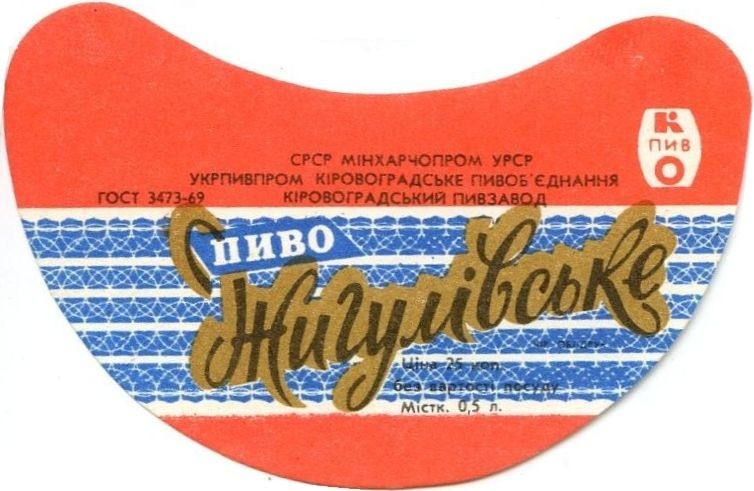 К
ПИВ
О
СРСР МІНХАРЧОПРОМ УРСР
УКРПИВПРОМ КІРОВОГРАДСЬКЕ ПИВОБ'ЄДНАННЯ
ГОСТ 3473-69 КІРОВОГРАДСЬКИЙ ПИВЗАВОД
ПИВО
Жигулівське
Ціна 25 коп.
без вартості посуду
Містк. 0,5 л.